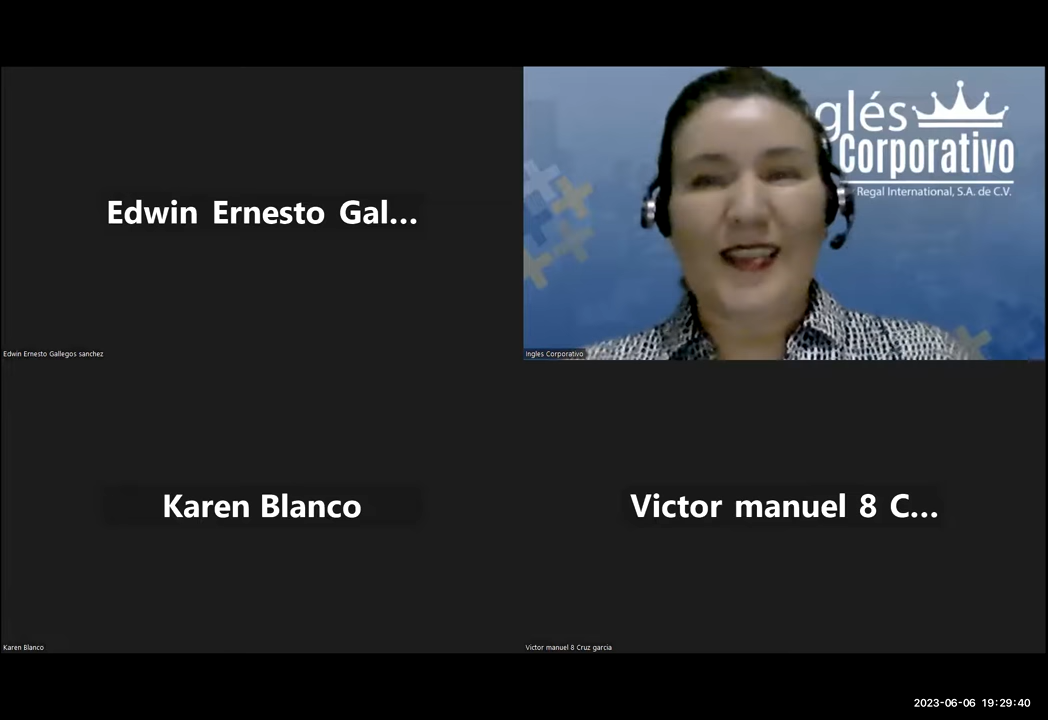 Edwin Ernesto Gal...
Edwin Ernesto Gallegos sanchez
glés
Corporativo
Regal International, S.A. de C.V.
Ingles Corporativo
Karen Blanco
Karen Blanco
Victor manuel 8 C...
Victor manuel 8 Cruz garcia
2023-06-06 19:29:40